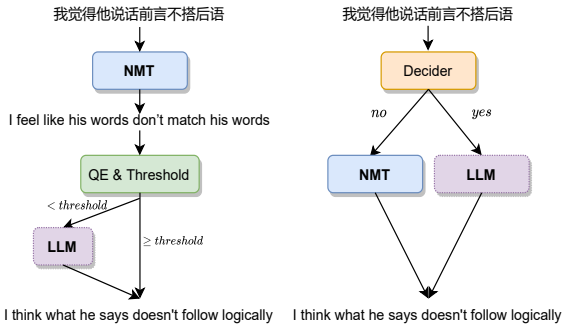 我觉得他说话前言不搭后语
NMT
I feel like his words don't match his words
QE & Threshold
< threshold
≥ threshold
LLM
I think what he says doesn't follow logically
我觉得他说话前言不搭后语
Decider
no
yes
NMT
LLM
I think what he says doesn't follow logically